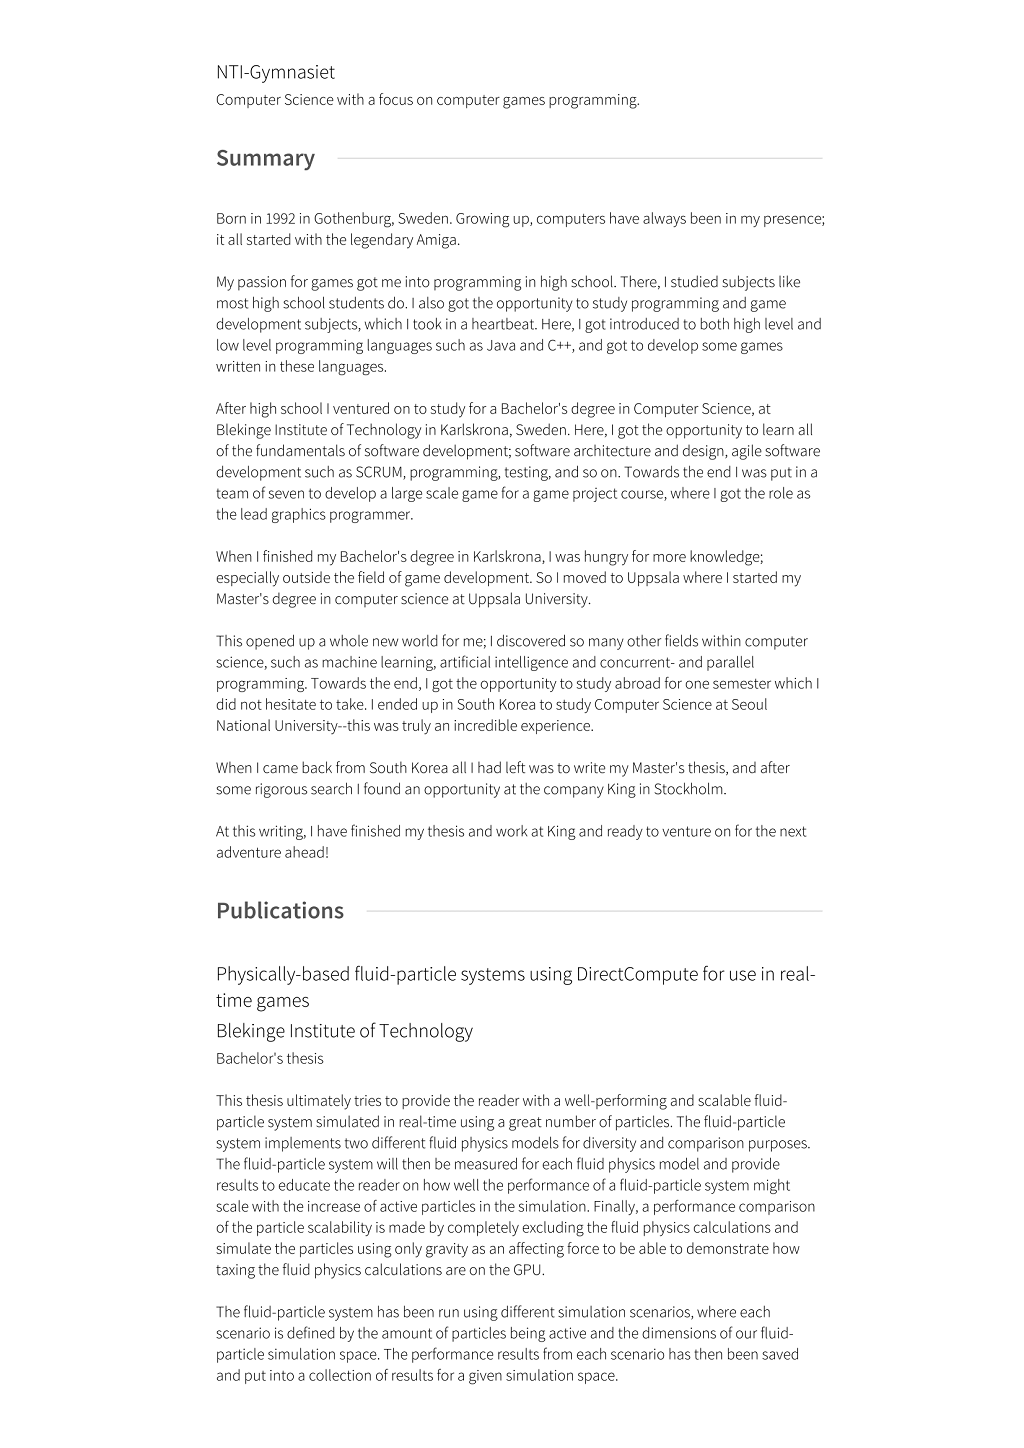 NTI-Gymnasiet
Computer Science with a focus on computer games programming.
Summary
Born in 1992 in Gothenburg, Sweden. Growing up, computers have always been in my presence;
it all started with the legendary Amiga.
My passion for games got me into programming in high school. There, I studied subjects like
most high school students do. I also got the opportunity to study programming and game
development subjects, which I took in a heartbeat. Here, I got introduced to both high level and
low level programming languages such as Java and C++, and got to develop some games
written in these languages.
After high school I ventured on to study for a Bachelor's degree in Computer Science, at
Blekinge Institute of Technology in Karlskrona, Sweden. Here, I got the opportunity to learn all
of the fundamentals of software development; software architecture and design, agile software
development such as SCRUM, programming, testing, and so on. Towards the end I was put in a
team of seven to develop a large scale game for a game project course, where I got the role as
the lead graphics programmer.
When I finished my Bachelor's degree in Karlskrona, I was hungry for more knowledge;
especially outside the field of game development. So I moved to Uppsala where I started my
Master's degree in computer science at Uppsala University.
This opened up a whole new world for me; I discovered so many other fields within computer
science, such as machine learning, artificial intelligence and concurrent- and parallel
programming. Towards the end, I got the opportunity to study abroad for one semester which I
did not hesitate to take. I ended up in South Korea to study Computer Science at Seoul
National University--this was truly an incredible experience.
When I came back from South Korea all I had left was to write my Master's thesis, and after
some rigorous search I found an opportunity at the company King in Stockholm.
At this writing, I have finished my thesis and work at King and ready to venture on for the next
adventure ahead!
Publications
Physically-based fluid-particle systems using DirectCompute for use in real-
time games
Blekinge Institute of Technology
Bachelor's thesis
This thesis ultimately tries to provide the reader with a well-performing and scalable fluid-
particle system simulated in real-time using a great number of particles. The fluid-particle
system implements two different fluid physics models for diversity and comparison purposes.
The fluid-particle system will then be measured for each fluid physics model and provide
results to educate the reader on how well the performance of a fluid-particle system might
scale with the increase of active particles in the simulation. Finally, a performance comparison
of the particle scalability is made by completely excluding the fluid physics calculations and
simulate the particles using only gravity as an affecting force to be able to demonstrate how
taxing the fluid physics calculations are on the GPU.
The fluid-particle system has been run using different simulation scenarios, where each
scenario is defined by the amount of particles being active and the dimensions of our fluid-
particle simulation space. The performance results from each scenario has then been saved
and put into a collection of results for a given simulation space.